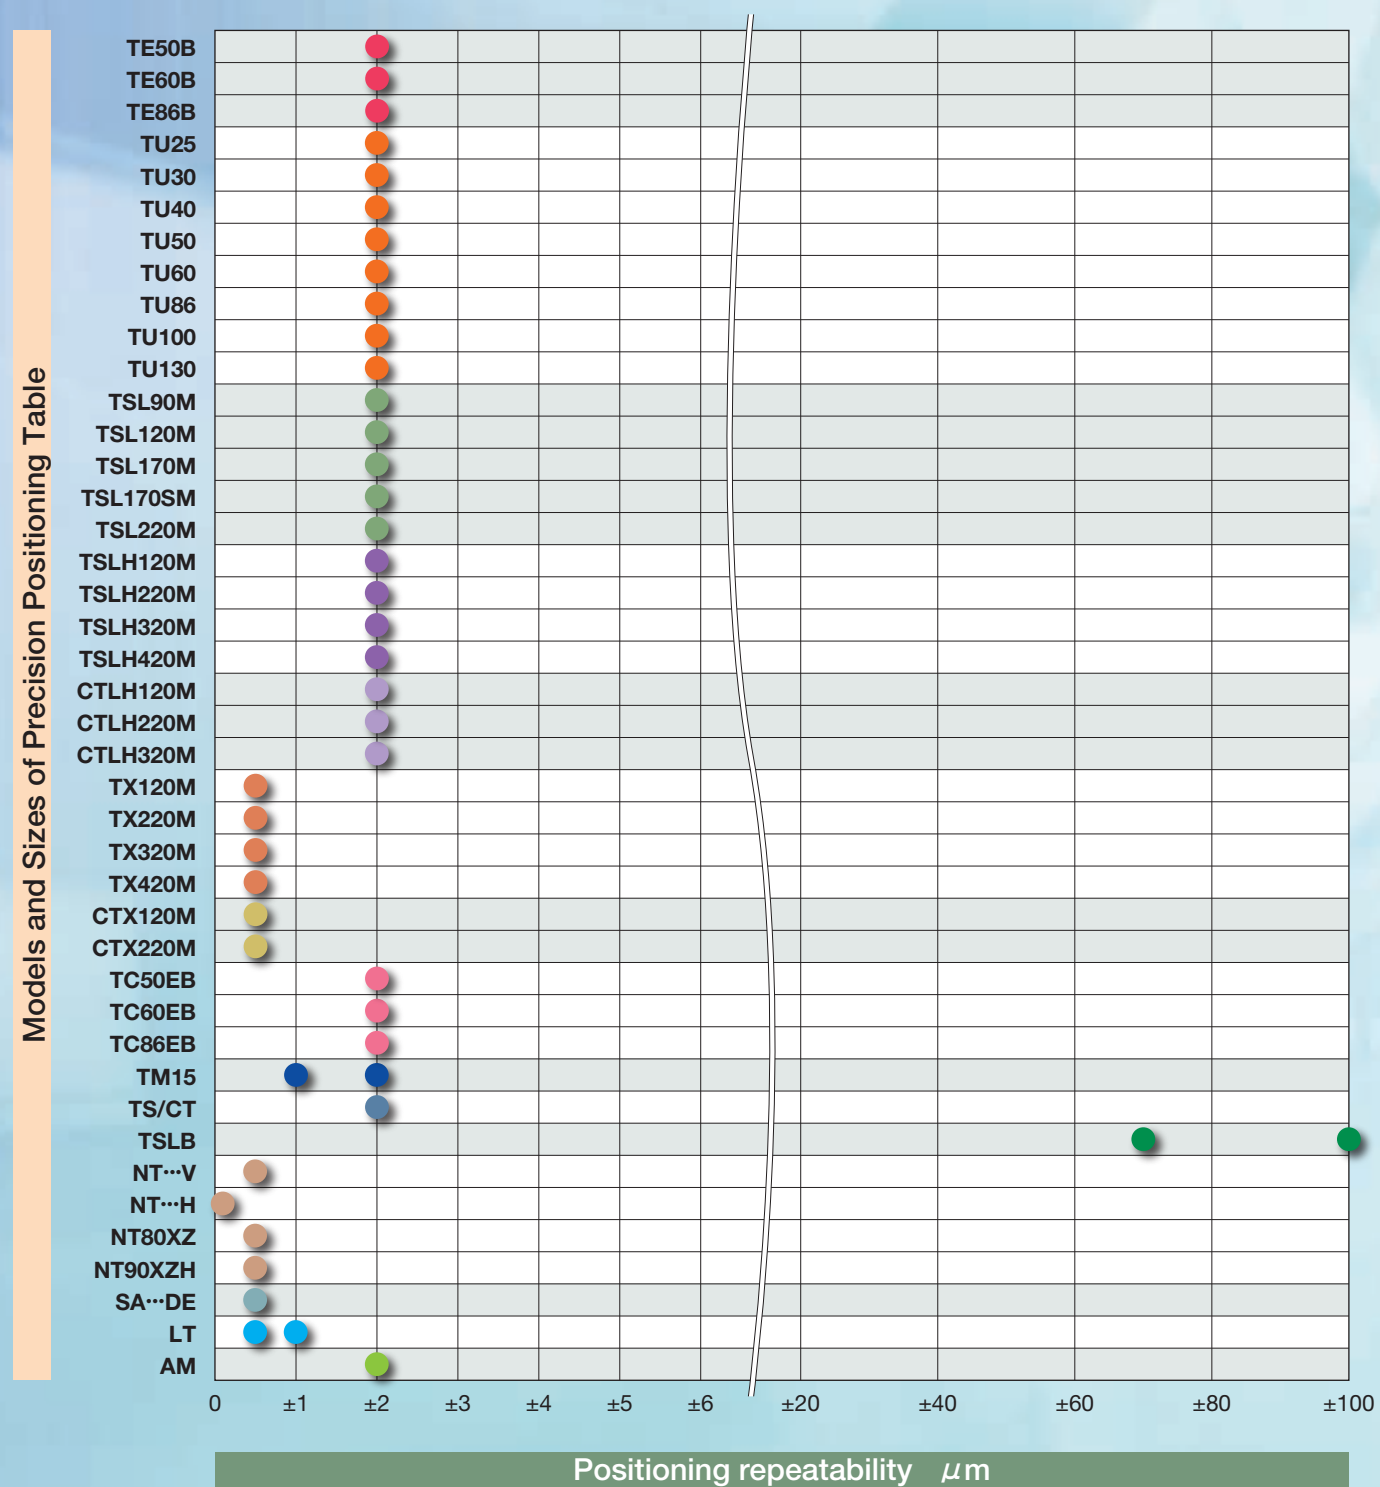 Models and Sizes of Precision Positioning Table
TE50B
TE60B
TE86B
TU25
TU30
TU40
TU50
TU60
TU86
TU100
TU130
TSL90M
TSL120M
TSL170M
TSL170SM
TSL220M
TSLH120M
TSLH220M
TSLH320M
TSLH420M
CTLH120M
CTLH220M
CTLH320M
TX120M
TX220M
TX320M
TX420M
CTX120M
CTX220M
TC50EB
TC60EB
TC86EB
TM15
TS/CT
TSLB
NT···V
NT···H
NT80XZ
NT90XZH
SA···DE
LT
AM
0 ±1 ±2 ±3 ±4 ±5 ±6 ±20 ±40 ±60 ±80 ±100
Positioning repeatability μm